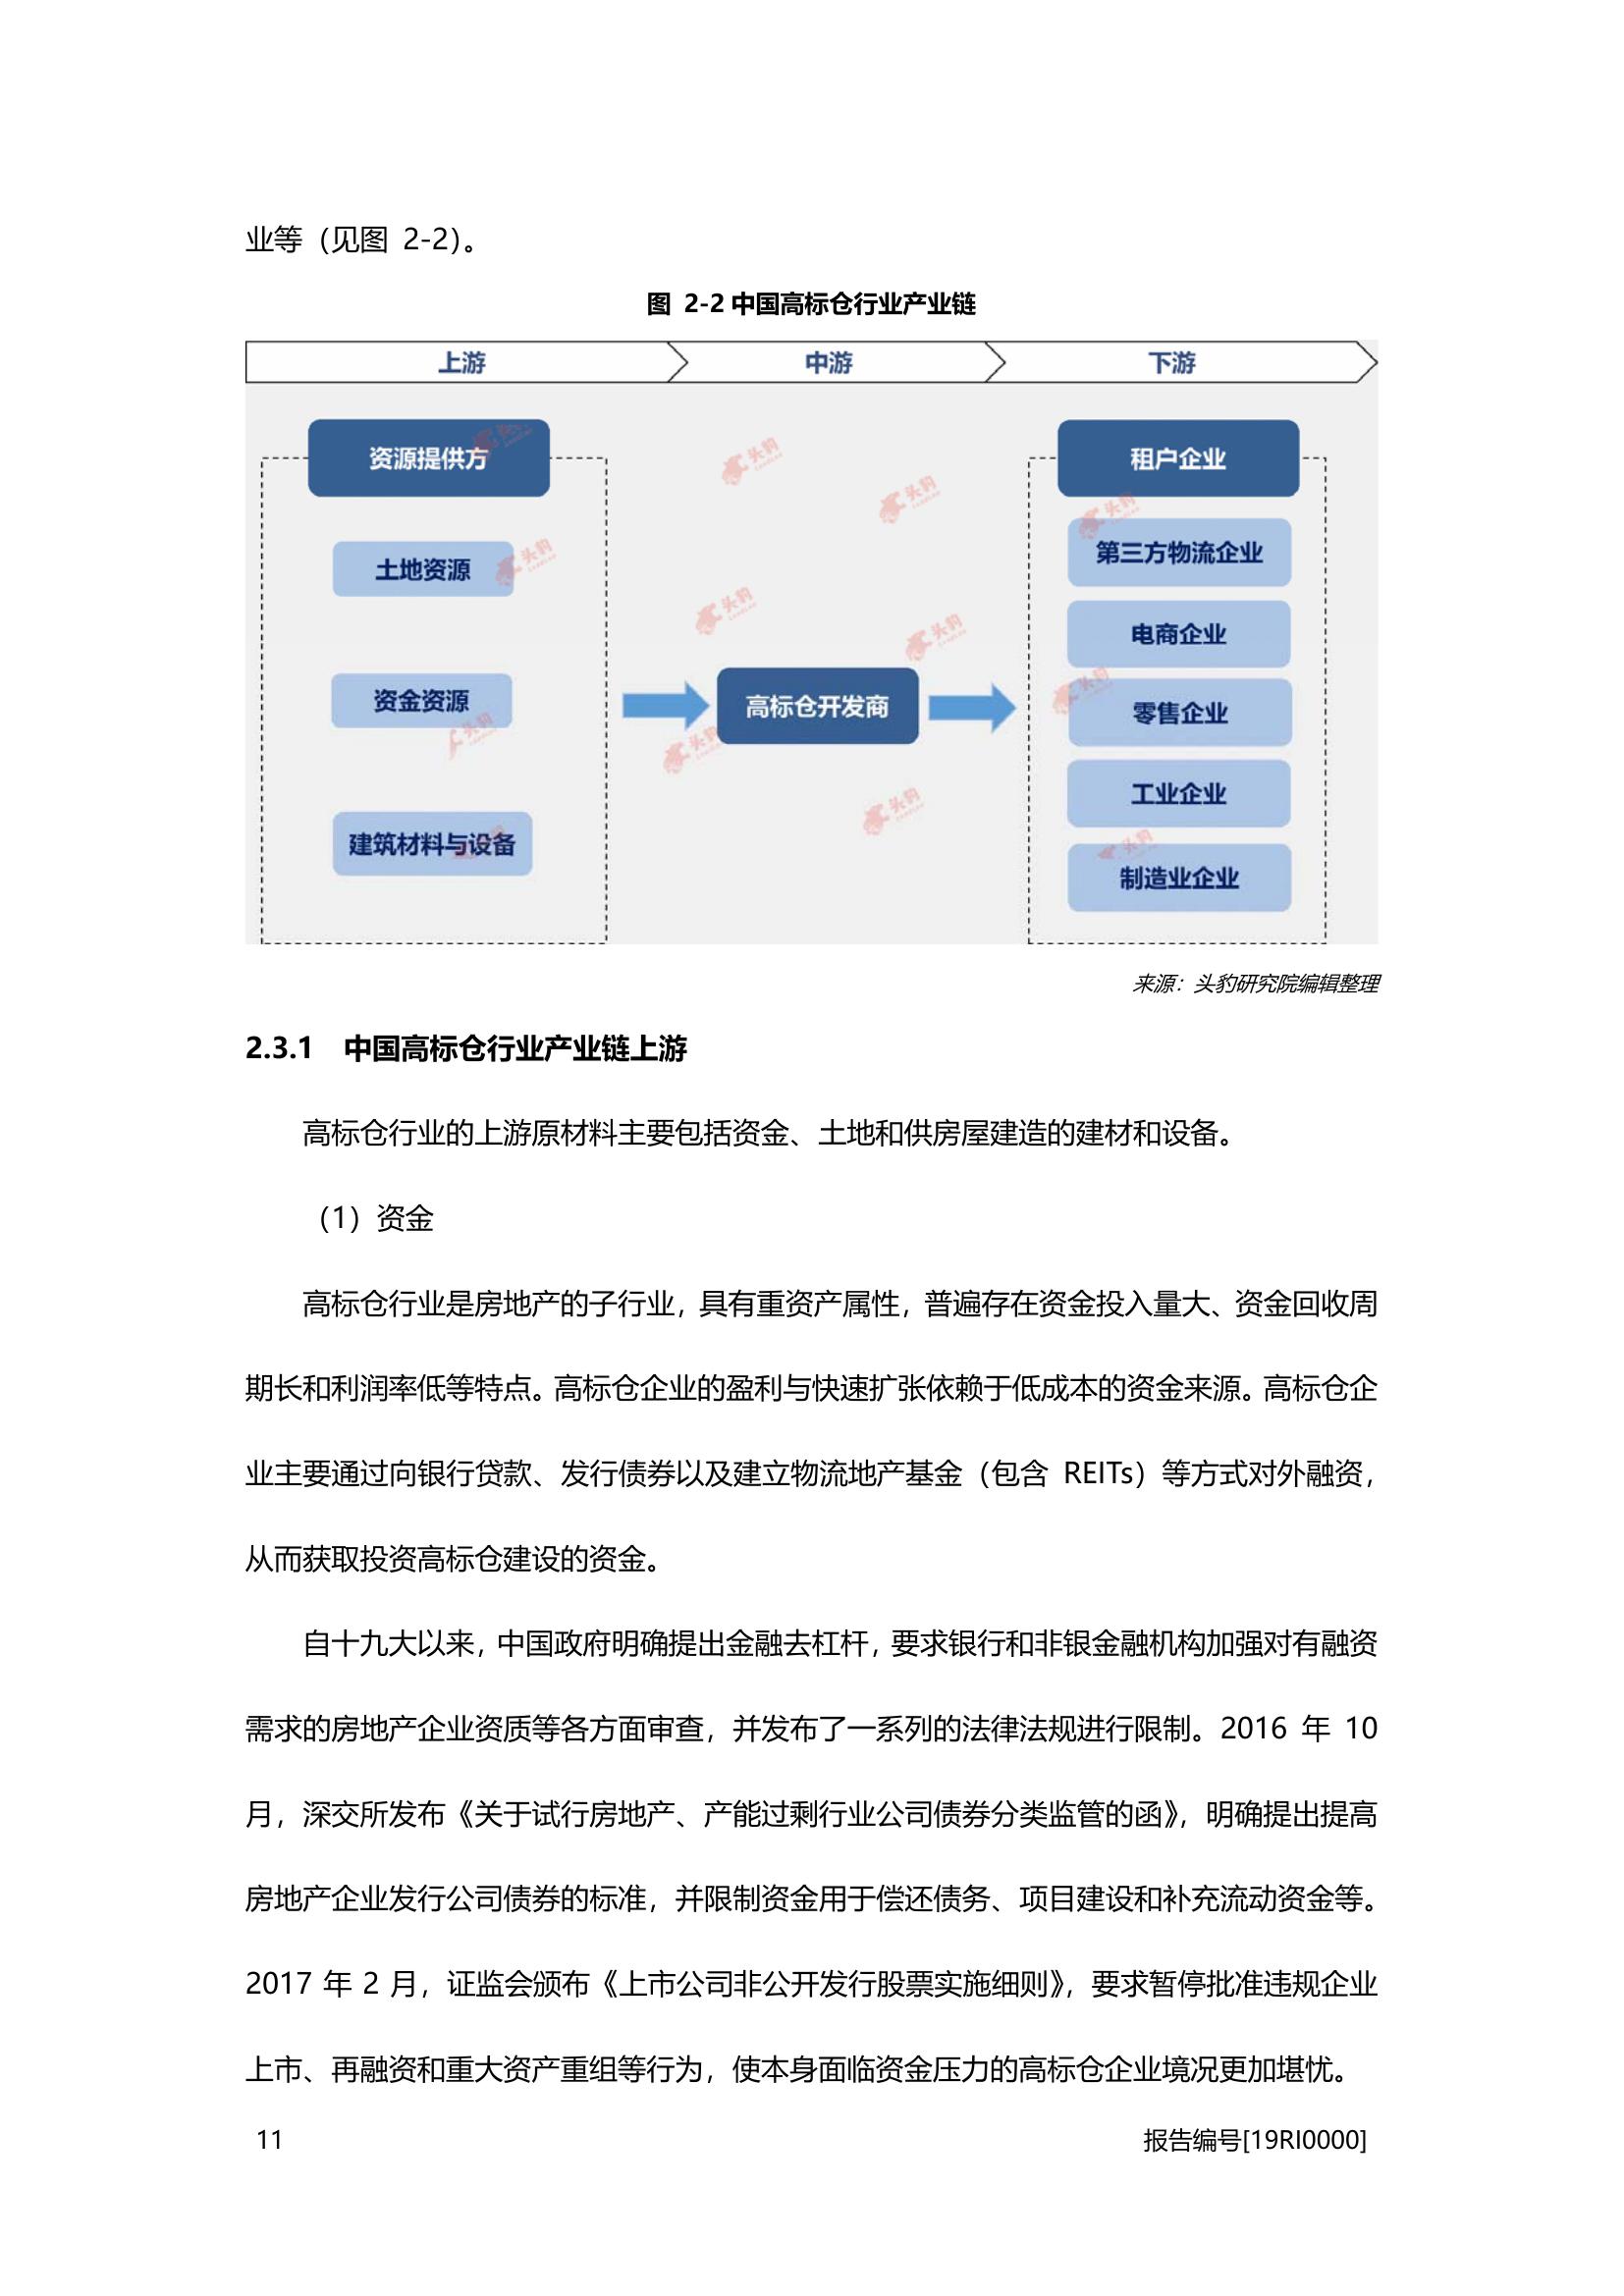 业等（见图 2-2）。
图 2-2 中国高标仓行业产业链
上游 中游 下游
资源提供方
土地资源
资金资源
建筑材料与设备
高标仓开发商
租户企业
第三方物流企业
电商企业
零售企业
工业企业
制造业企业
头豹
头豹
头豹
头豹
头豹
头豹
头豹
头豹
头豹
头豹
头豹
来源：头豹研究院编辑整理
2.3.1 中国高标仓行业产业链上游
高标仓行业的上游原材料主要包括资金、土地和供房屋建造的建材和设备。
（1）资金
高标仓行业是房地产的子行业，具有重资产属性，普遍存在资金投入量大、资金回收周
期长和利润率低等特点。高标仓企业的盈利与快速扩张依赖于低成本的资金来源。高标仓企
业主要通过向银行贷款、发行债券以及建立物流地产基金（包含 REITs）等方式对外融资，
从而获取投资高标仓建设的资金。
自十九大以来，中国政府明确提出金融去杠杆，要求银行和非银金融机构加强对有融资
需求的房地产企业资质等各方面审查，并发布了一系列的法律法规进行限制。2016 年 10
月，深交所发布《关于试行房地产、产能过剩行业公司债券分类监管的函》，明确提出提高
房地产企业发行公司债券的标准，并限制资金用于偿还债务、项目建设和补充流动资金等。
2017 年 2 月，证监会颁布《上市公司非公开发行股票实施细则》，要求暂停批准违规企业
上市、再融资和重大资产重组等行为，使本身面临资金压力的高标仓企业境况更加堪忧。
11 报告编号[19RI0000]